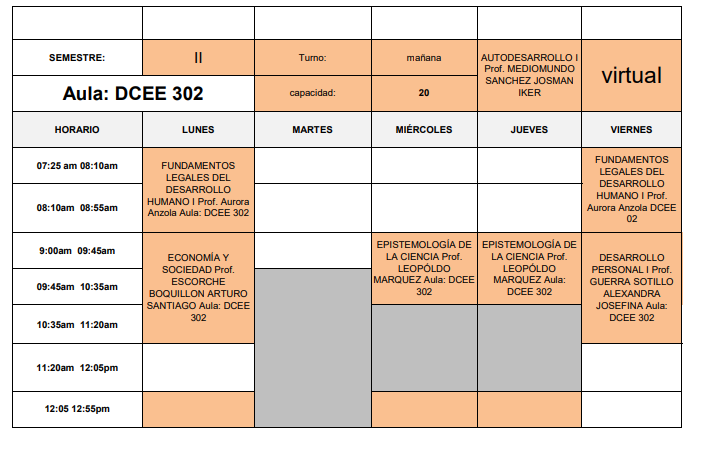 SEMESTRE:
II
Turno:
mañana
AUTODESARROLLO I
Prof. MEDIOMUNDO
SANCHEZ JOSMAN
IKER
virtual
Aula: DCEE 302
capacidad:
20
HORARIO
LUNES
MARTES
MIÉRCOLES
JUEVES
VIERNES
07:25 am 08:10am
FUNDAMENTOS
LEGALES DEL
DESARROLLO
HUMANO I Prof. Aurora
Anzola Aula: DCEE 302
FUNDAMENTOS
LEGALES DEL
DESARROLLO
HUMANO I Prof.
Aurora Anzola DCEE
02
08:10am 08:55am
9:00am 09:45am
ECONOMÍA Y
SOCIEDAD Prof.
ESCORCHE
BOQUILLON ARTURO
SANTIAGO Aula: DCEE
302
EPISTEMOLOGÍA DE
LA CIENCIA Prof.
LEOPÓLDO
MARQUEZ Aula: DCEE
302
EPISTEMOLOGÍA DE
LA CIENCIA Prof.
LEOPÓLDO
MARQUEZ Aula:
DCEE 302
DESARROLLO
PERSONAL I Prof.
GUERRA SOTILLO
ALEXANDRA
JOSEFINA Aula:
DCEE 302
09:45am 10:35am
10:35am 11:20am
11:20am 12:05pm
12:05 12:55pm